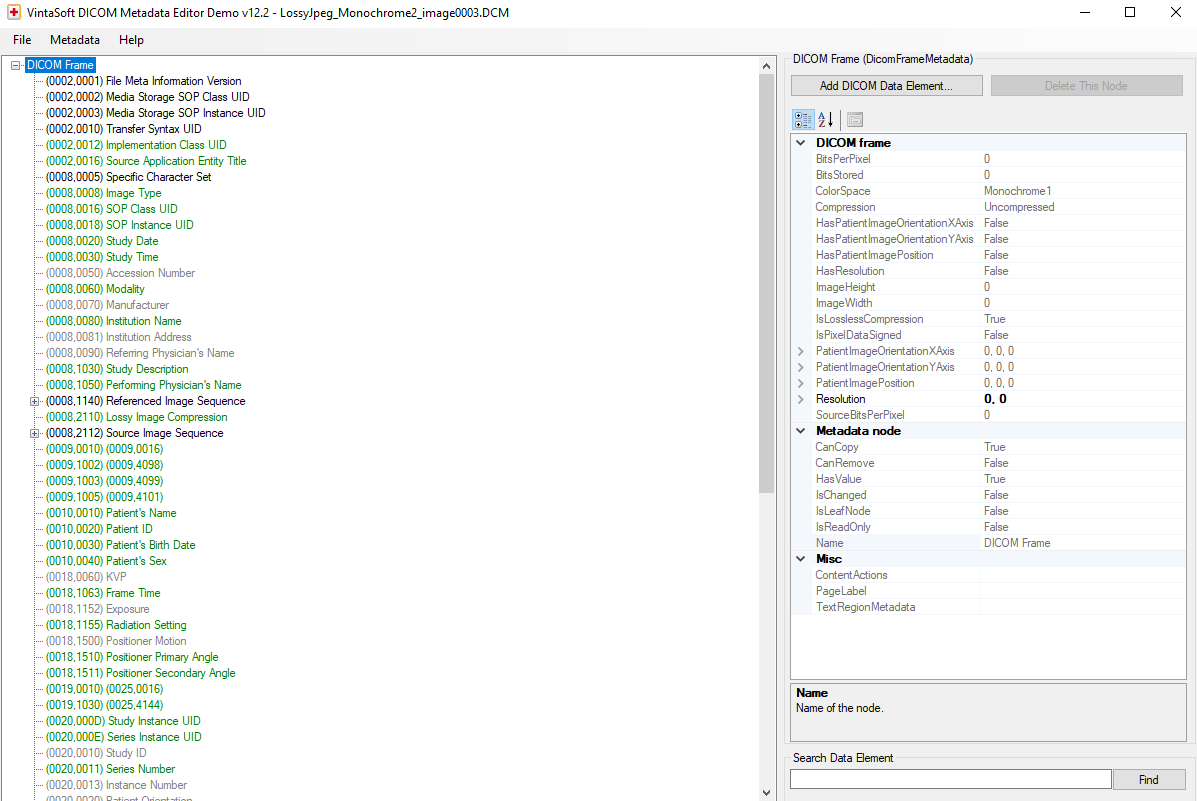 VintaSoft DICOM Metadata Editor Demo v12.2 - LossyJpeg_Monochrome2_image0003.DCM
File Metadata Help
DICOM Frame
(0002,0001) File Meta Information Version
(0002,0002) Media Storage SOP Class UID
(0002,0003) Media Storage SOP Instance UID
(0002,0010) Transfer Syntax UID
(0002,0012) Implementation Class UID
(0002,0016) Source Application Entity Title
(0008,0005) Specific Character Set
(0008,0008) Image Type
(0008,0016) SOP Class UID
(0008,0018) SOP Instance UID
(0008,0020) Study Date
(0008,0030) Study Time
(0008,0050) Accession Number
(0008,0060) Modality
(0008,0070) Manufacturer
(0008,0080) Institution Name
(0008,0081) Institution Address
(0008,0090) Referring Physician's Name
(0008,1030) Study Description
(0008,1050) Performing Physician's Name
(0008,1140) Referenced Image Sequence
(0008,2110) Lossy Image Compression
(0008,2112) Source Image Sequence
(0009,0010) (0009,0016)
(0009,1002) (0009,4098)
(0009,1003) (0009,4099)
(0009,1005) (0009,4101)
(0010,0010) Patient's Name
(0010,0020) Patient ID
(0010,0030) Patient's Birth Date
(0010,0040) Patient's Sex
(0018,0060) KVP
(0018,1063) Frame Time
(0018,1152) Exposure
(0018,1155) Radiation Setting
(0018,1500) Positioner Motion
(0018,1510) Positioner Primary Angle
(0018,1511) Positioner Secondary Angle
(0019,0010) (0025,0016)
(0019,1030) (0025,4144)
(0020,000D) Study Instance UID
(0020,000E) Series Instance UID
(0020,0010) Study ID
(0020,0011) Series Number
(0020,0013) Instance Number
(0020,0020) Patient Orientation
DICOM Frame (DicomFrameMetadata)
Add DICOM Data Element... Delete This Node
DICOM frame
BitsPerPixel 0
BitsStored 0
ColorSpace Monochrome1
Compression Uncompressed
HasPatientImageOrientationXAxis False
HasPatientImageOrientationYAxis False
HasPatientImagePosition False
HasResolution False
ImageHeight 0
ImageWidth 0
IsLosslessCompression True
IsPixelDataSigned False
PatientImageOrientationXAxis 0, 0, 0
PatientImageOrientationYAxis 0, 0, 0
PatientImagePosition 0, 0, 0
Resolution 0, 0
SourceBitsPerPixel 0
Metadata node
CanCopy True
CanRemove False
HasValue True
IsChanged False
IsLeafNode False
IsReadOnly False
Name DICOM Frame
Misc
ContentActions
PageLabel
TextRegionMetadata
Name
Name of the node.
Search Data Element
Find